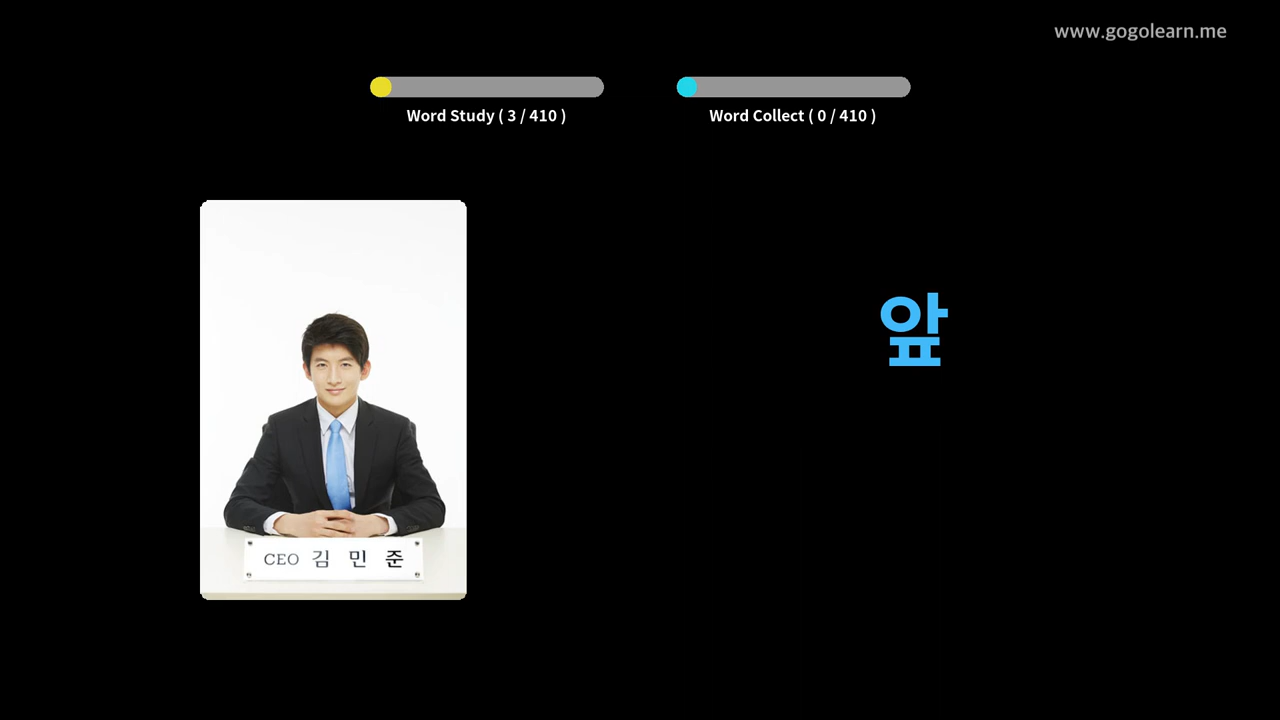 www.gogolearn.me
Word Study ( 3 / 410 )
Word Collect ( 0 / 410 )
앞
CEO 김 민 준